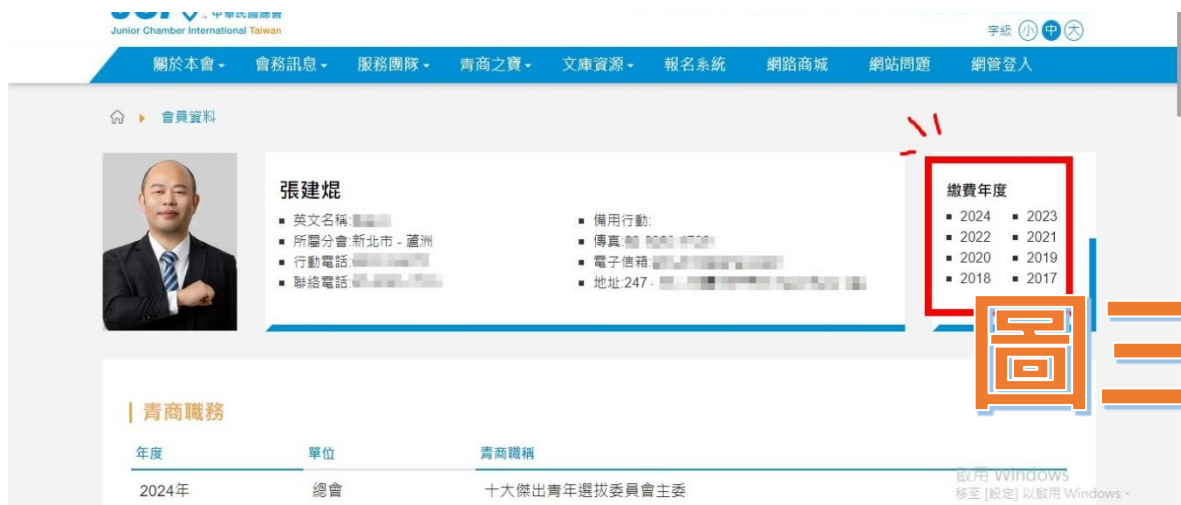 中華民國總會
Junior Chamber International Taiwan
字級 小 中 大
關於本會 會務訊息 服務團隊 青商之寶 文庫資源 報名系統 網路商城 網站問題 網管登入
會員資料
張建焜
英文名稱:
所屬分會:新北市 - 蘆洲
行動電話:
聯絡電話:
備用行動:
傳真:
電子信箱:
地址:247 -
繳費年度
2024 2023
2022 2021
2020 2019
2018 2017
圖三
青商職務
年度 單位 青商職稱
2024年 總會 十大傑出青年選拔委員會主委
啟用 Windows
移至 [設定] 以啟用 Windows。